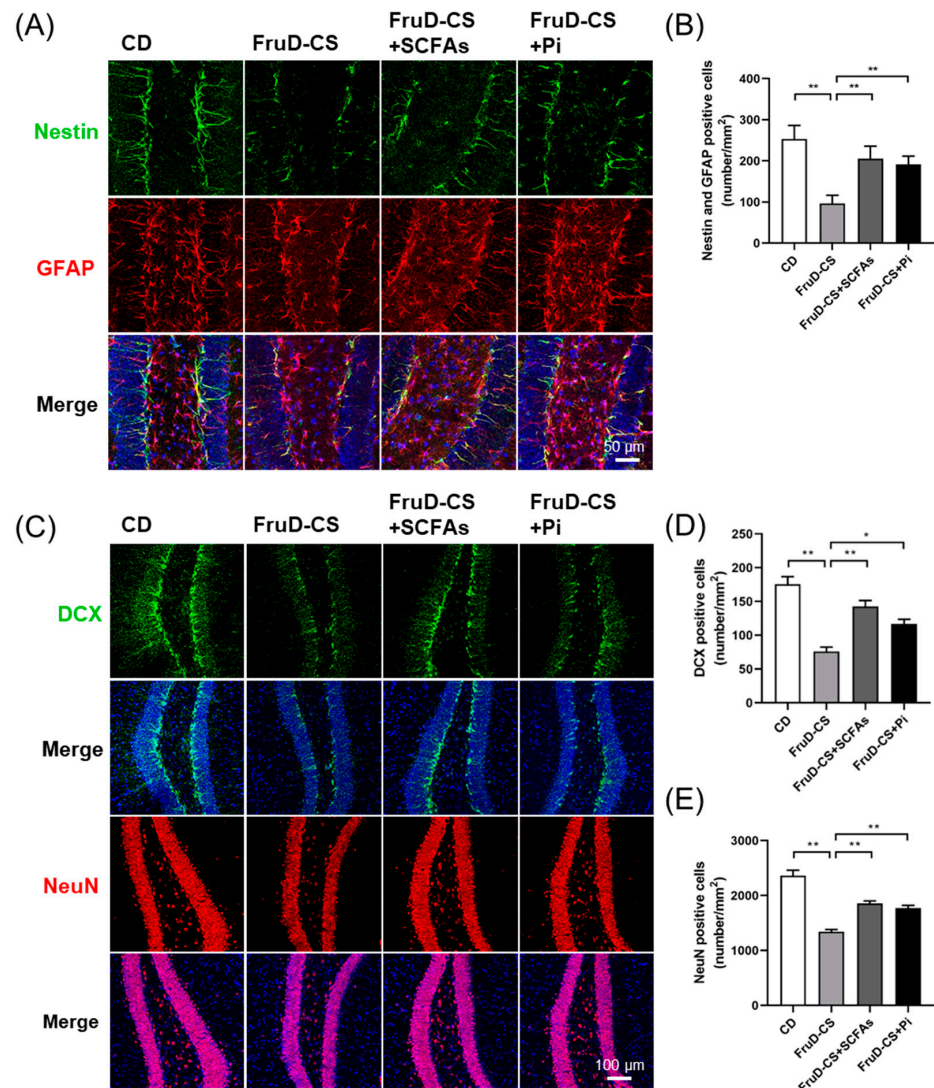 (A)
CD
FruD-CS
FruD-CS
+SCFAs
FruD-CS
+Pi
Nestin
GFAP
Merge
50 μm
(B)
Nestin and GFAP positive cells
(number/mm²)
400
300
200
100
0
**
**
**
CD
FruD-CS
FruD-CS+SCFAs
FruD-CS+Pi
(C)
CD
FruD-CS
FruD-CS
+SCFAs
FruD-CS
+Pi
DCX
Merge
NeuN
Merge
100 μm
(D)
DCX positive cells
(number/mm²)
250
200
150
100
50
0
**
**
*
CD
FruD-CS
FruD-CS+SCFAs
FruD-CS+Pi
(E)
NeuN positive cells
(number/mm²)
3000
2000
1000
0
**
**
**
CD
FruD-CS
FruD-CS+SCFAs
FruD-CS+Pi